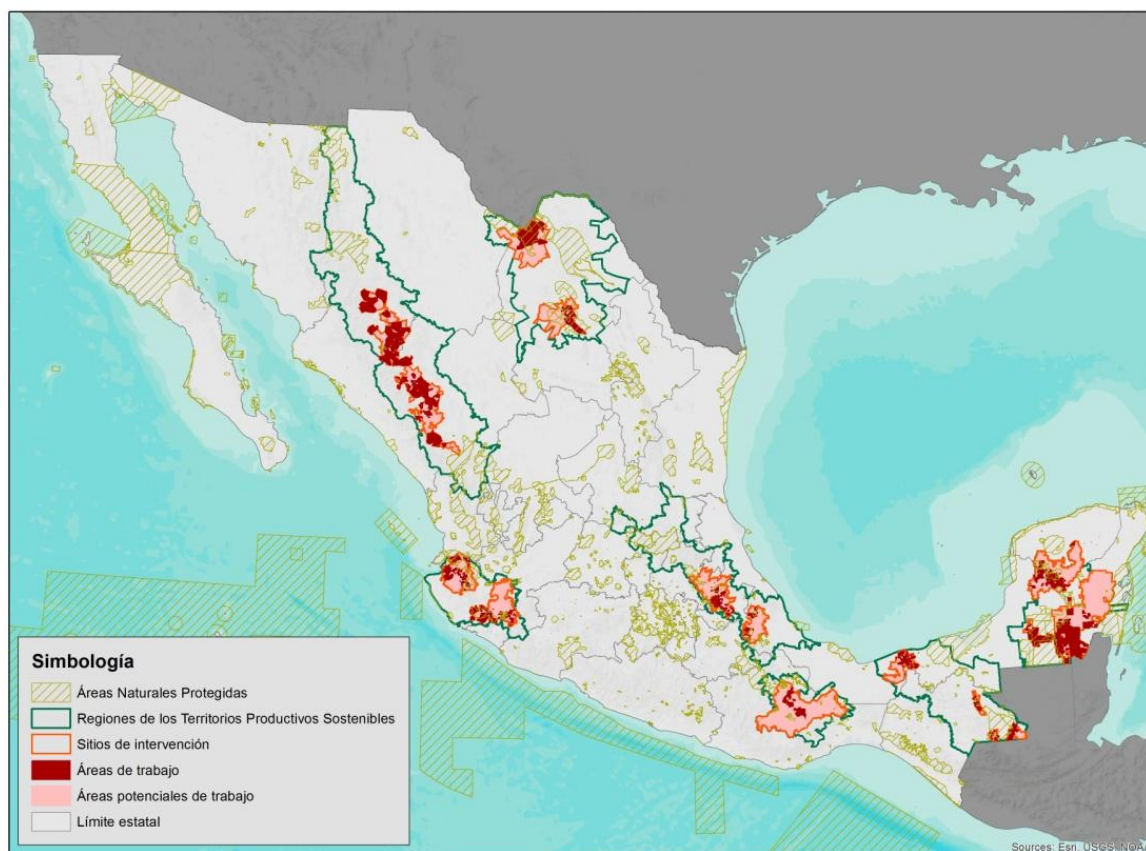 Simbología
Áreas Naturales Protegidas
Regiones de los Territorios Productivos Sostenibles
Sitios de intervención
Áreas de trabajo
Áreas potenciales de trabajo
Límite estatal
Sources: Esri, USGS, NOA